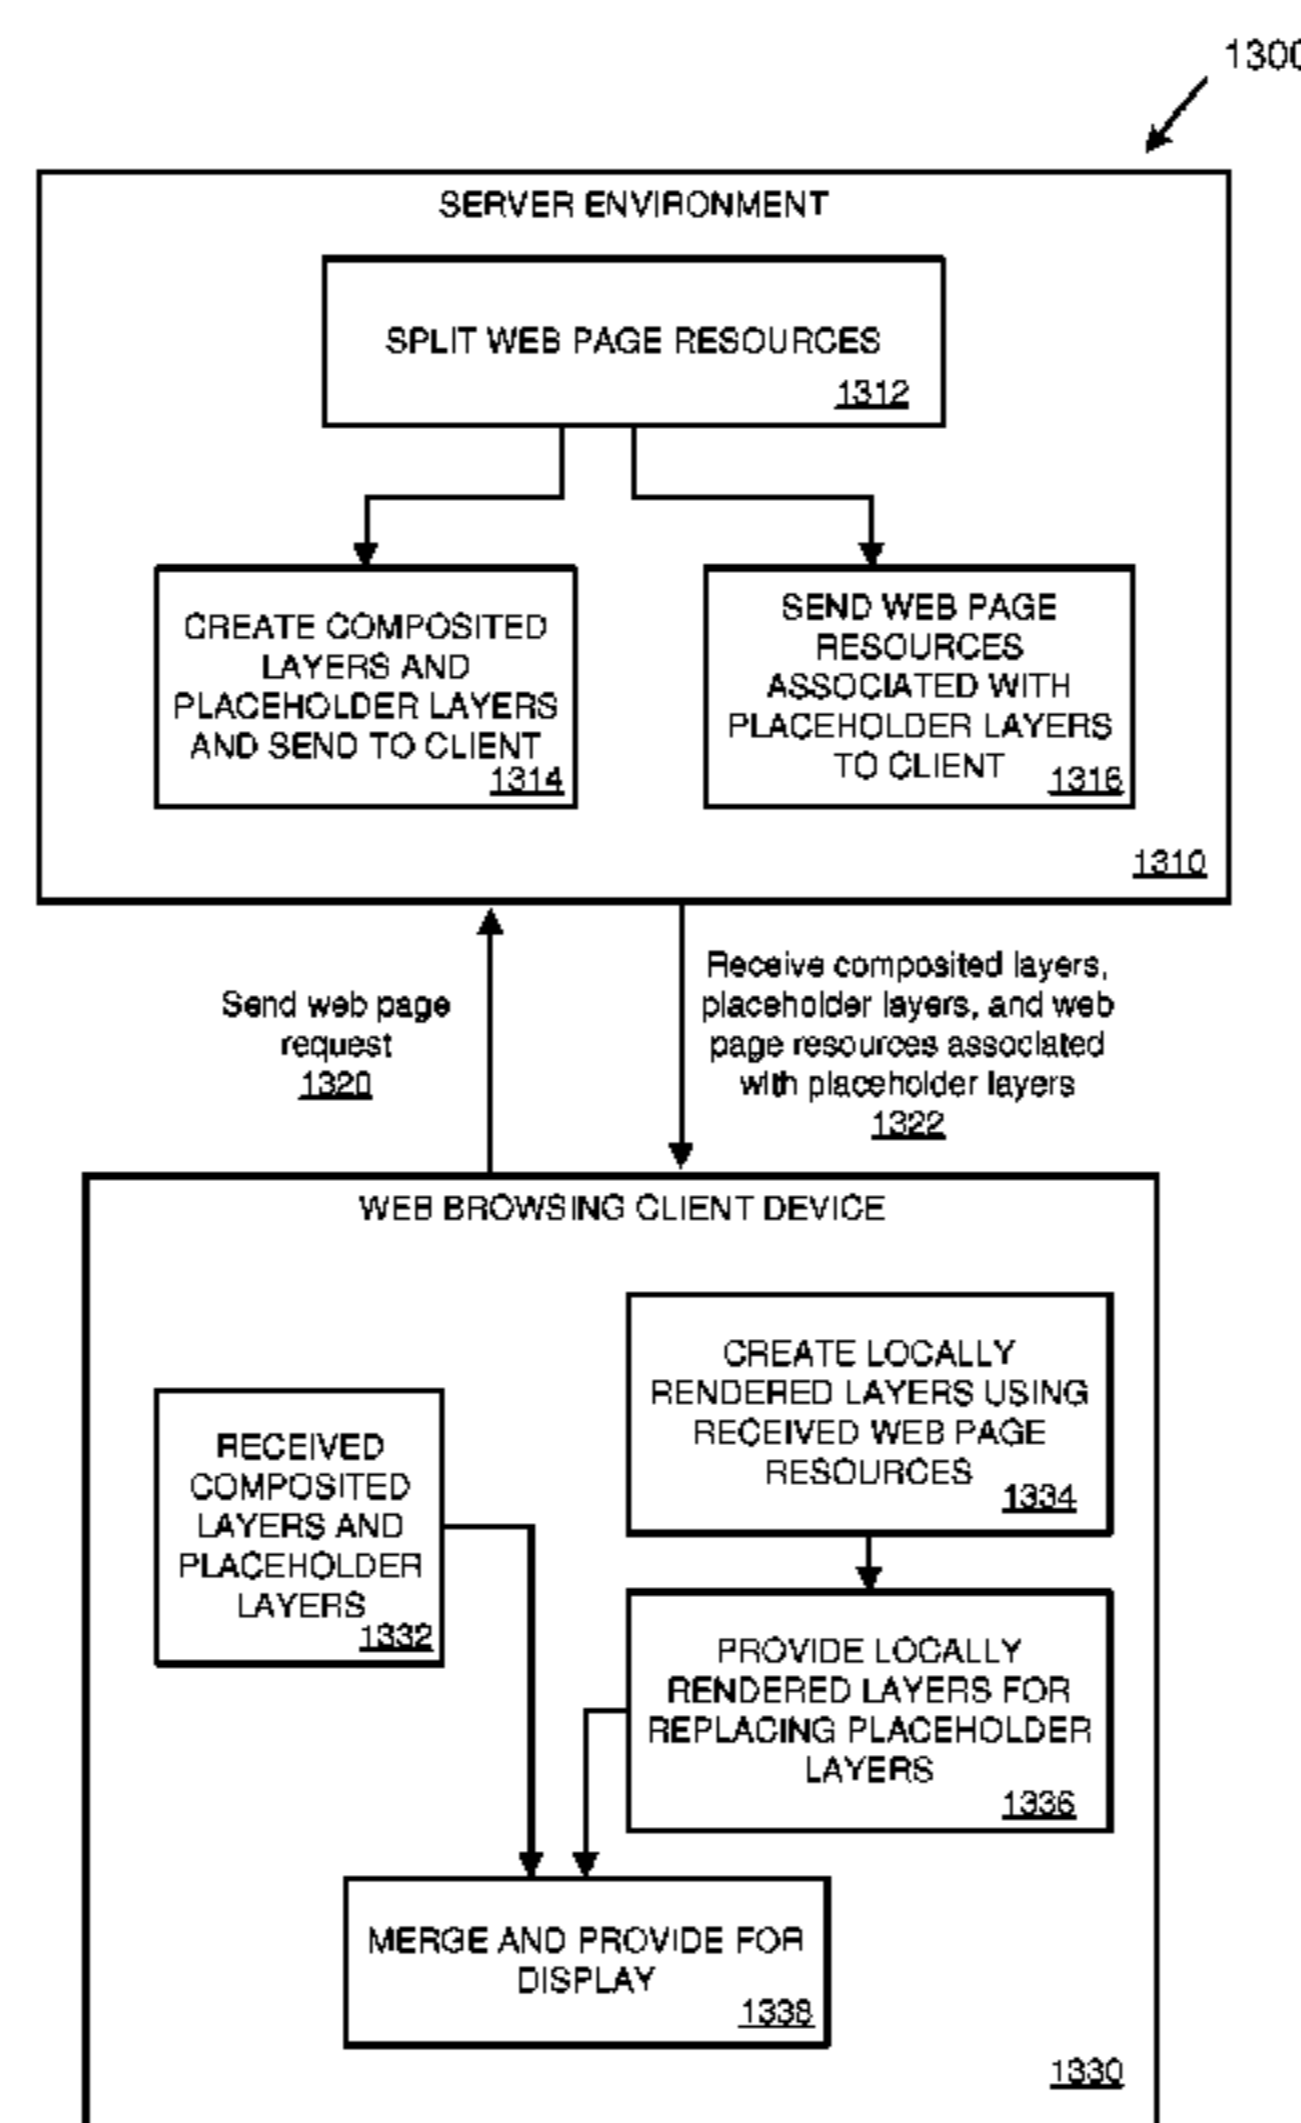 1300
SERVER ENVIRONMENT
SPLIT WEB PAGE RESOURCES
1312
CREATE COMPOSITED
LAYERS AND
PLACEHOLDER LAYERS
AND SEND TO CLIENT
1314
SEND WEB PAGE
RESOURCES
ASSOCIATED WITH
PLACEHOLDER LAYERS
TO CLIENT
1316
1310
Send web page
request
1320
Receive composited layers,
placeholder layers, and web
page resources associated
with placeholder layers
1322
WEB BROWSING CLIENT DEVICE
RECEIVED
COMPOSITED
LAYERS AND
PLACEHOLDER
LAYERS
1332
CREATE LOCALLY
RENDERED LAYERS USING
RECEIVED WEB PAGE
RESOURCES
1334
PROVIDE LOCALLY
RENDERED LAYERS FOR
REPLACING PLACEHOLDER
LAYERS
1336
MERGE AND PROVIDE FOR
DISPLAY
1338
1330